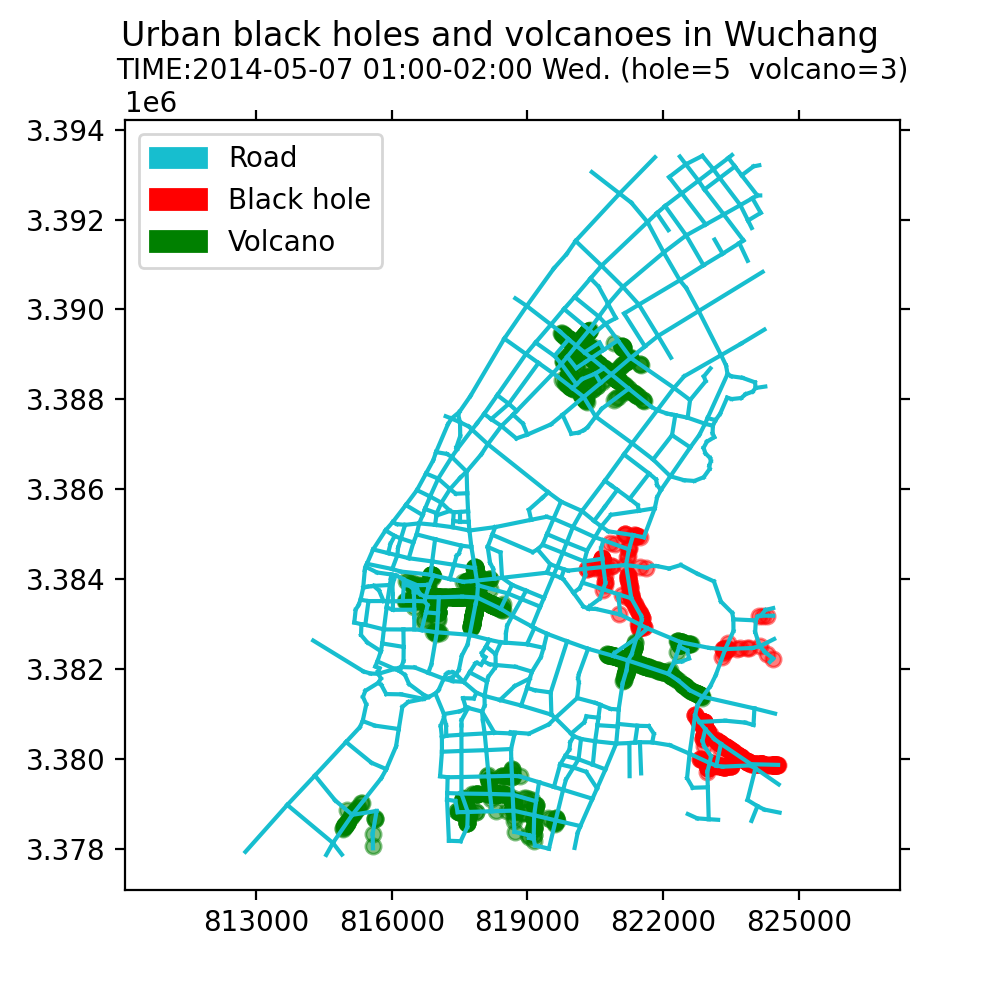 Urban black holes and volcanoes in Wuchang
TIME:2014-05-07 01:00-02:00 Wed. (hole=5  volcano=3)
1e6
3.394
3.392
3.390
3.388
3.386
3.384
3.382
3.380
3.378
Road
Black hole
Volcano
813000 816000 819000 822000 825000